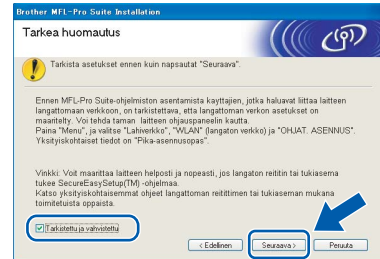 Brother MFL-Pro Suite Installation
Tarkea huomautus
Tarkista asetukset ennen kuin napsautat "Seuraava".
Ennen MFL-Pro Suite-ohjelmiston asentamista kayttajien, jotka haluvat liittaa laitteen
langattomaan verkkoon, on tarkistettava, etta langattoman verkon asetukset on
maaritelty. Voi tehda taman laitteen ohjauspaneelin kautta.
Paina "Menu", ja valitse "Lahiverkko", "WLAN" (langaton verkko) ja "OHJAT. ASENNUS".
Yksityiskohtaiset tiedot on "Pika-asennusopas".
Vinkki: Voit maarittaa laitteen helposti ja nopeasti, jos langaton reititin tai tukiasema
tukee SecureEasySetup(TM) -ohjelmaa.
Katso yksityiskohtaisemmat ohjeet langattoman reitittimen tai tukiaseman mukana
toimitetuista oppaista.
Tarkistettu ja vahvistettu
< Edellinen
Seuraava >
Peruuta